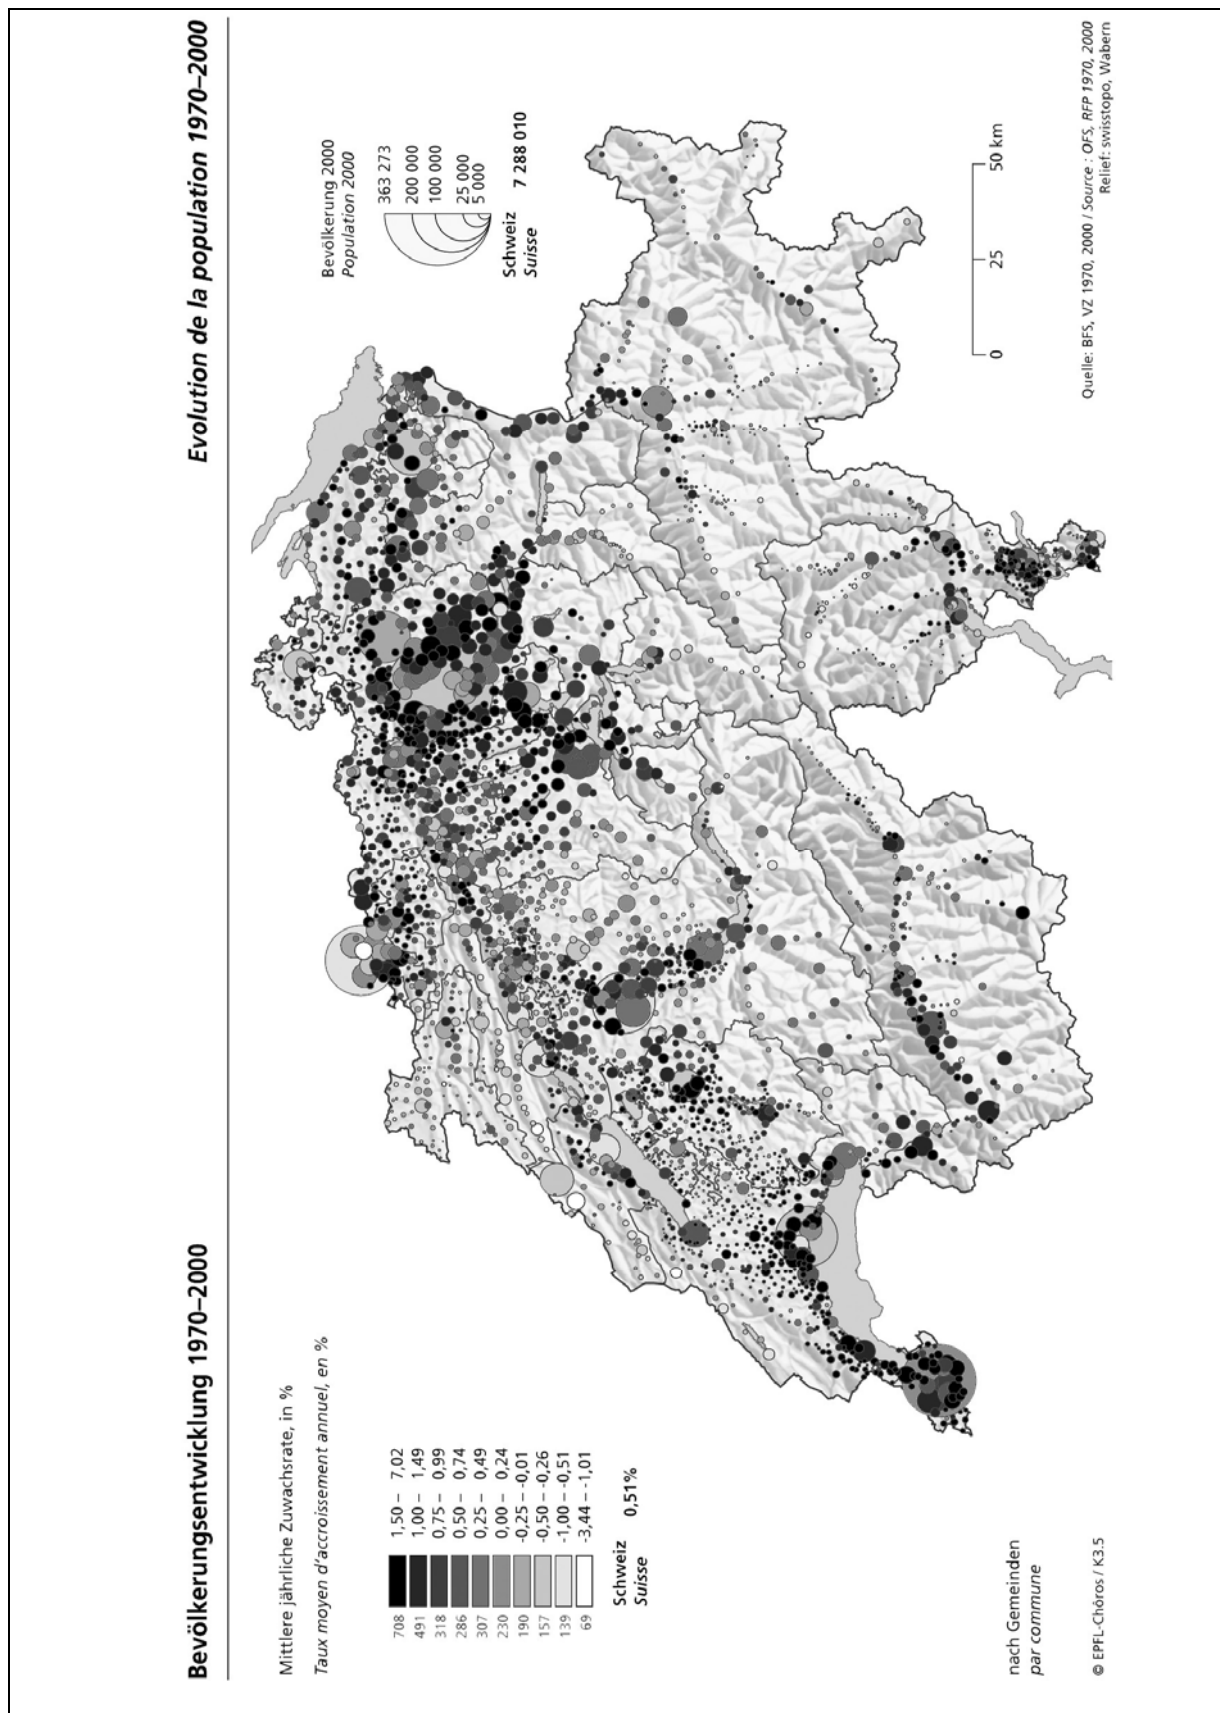 Bevölkerungsentwicklung 1970–2000
Evolution de la population 1970–2000
Mittlere jährliche Zuwachsrate, in %
Taux moyen d'accroissement annuel, en %
708 1,50 – 7,02
491 1,00 – 1,49
318 0,75 – 0,99
286 0,50 – 0,74
307 0,25 – 0,49
230 0,00 – 0,24
190 -0,25 – -0,01
157 -0,50 – -0,26
139 -1,00 – -0,51
69 -3,44 – -1,01
Schweiz 0,51%
Suisse
Bevölkerung 2000
Population 2000
363 273
200 000
100 000
25 000
5 000
Schweiz 7 288 010
Suisse
nach Gemeinden
par commune
© EPFL-Chôros / K3.5
0 25 50 km
Quelle: BFS, VZ 1970, 2000 / Source : OFS, RFP 1970, 2000
Relief: swisstopo, Wabern